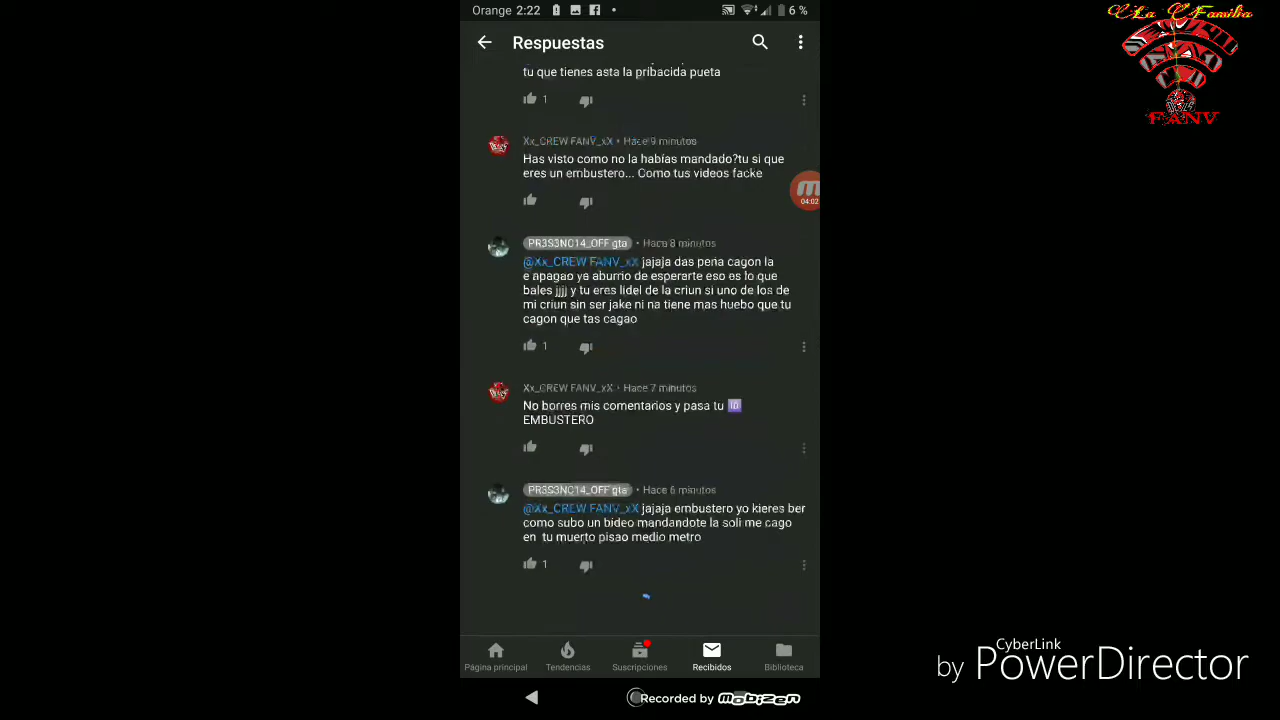 Orange 2:22
6 %
La Familia
Respuestas
FANV
tu que tienes asta la pribacida pueta
1
Xx_CREW FANV_xX • Hace 9 minutos
Has visto como no la habías mandado?tu si que
eres un embustero... Como tus videos facke
04:02
PR3S3NC14_OFF gta • Hace 8 minutos
@Xx_CREW FANV_xX jajaja das pena cagon la
e apagao ya aburrio de esperarte eso es lo que
bales jjjj y tu eres lidel de la criun si uno de los de
mi criun sin ser jake ni na tiene mas huebo que tu
cagon que tas cagao
1
Xx_CREW FANV_xX • Hace 7 minutos
No borres mis comentarios y pasa tu 🆔
EMBUSTERO
PR3S3NC14_OFF gta • Hace 6 minutos
@Xx_CREW FANV_xX jajaja embustero yo kieres ber
como subo un bideo mandandote la soli me cago
en tu muerto pisao medio metro
1
Página principal
Tendencias
Suscripciones
Recibidos
Biblioteca
CyberLink
by PowerDirector
Recorded by mobizen